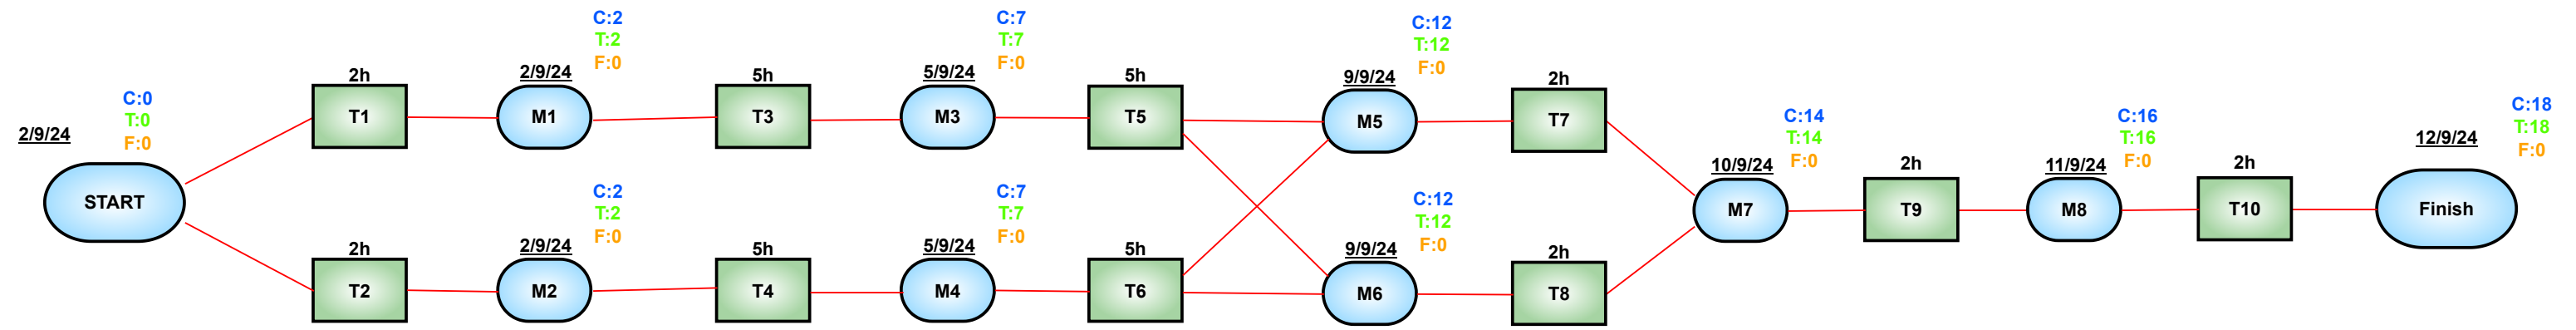 2/9/24
C:0
T:0
F:0
START
2h
T1
2/9/24
C:2
T:2
F:0
M1
5h
T3
5/9/24
C:7
T:7
F:0
M3
5h
T5
9/9/24
C:12
T:12
F:0
M5
2h
T7
2h
T2
2/9/24
C:2
T:2
F:0
M2
5h
T4
5/9/24
C:7
T:7
F:0
M4
5h
T6
9/9/24
C:12
T:12
F:0
M6
2h
T8
10/9/24
C:14
T:14
F:0
M7
2h
T9
11/9/24
C:16
T:16
F:0
M8
2h
T10
12/9/24
C:18
T:18
F:0
Finish